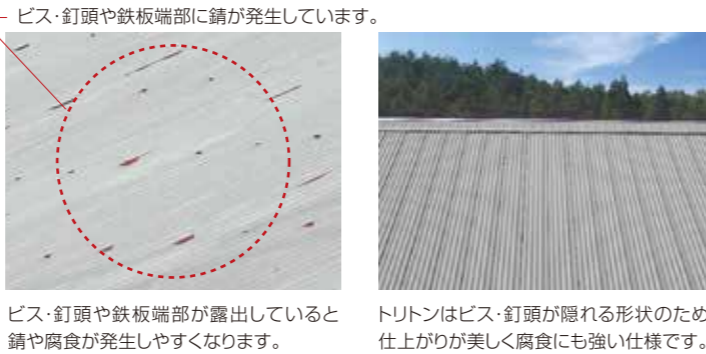 ビス・釘頭や鉄板端部に錆が発生しています。
ビス・釘頭や鉄板端部が露出していると
錆や腐食が発生しやすくなります。
トリトンはビス・釘頭が隠れる形状のため
仕上がりが美しく腐食にも強い仕様です。